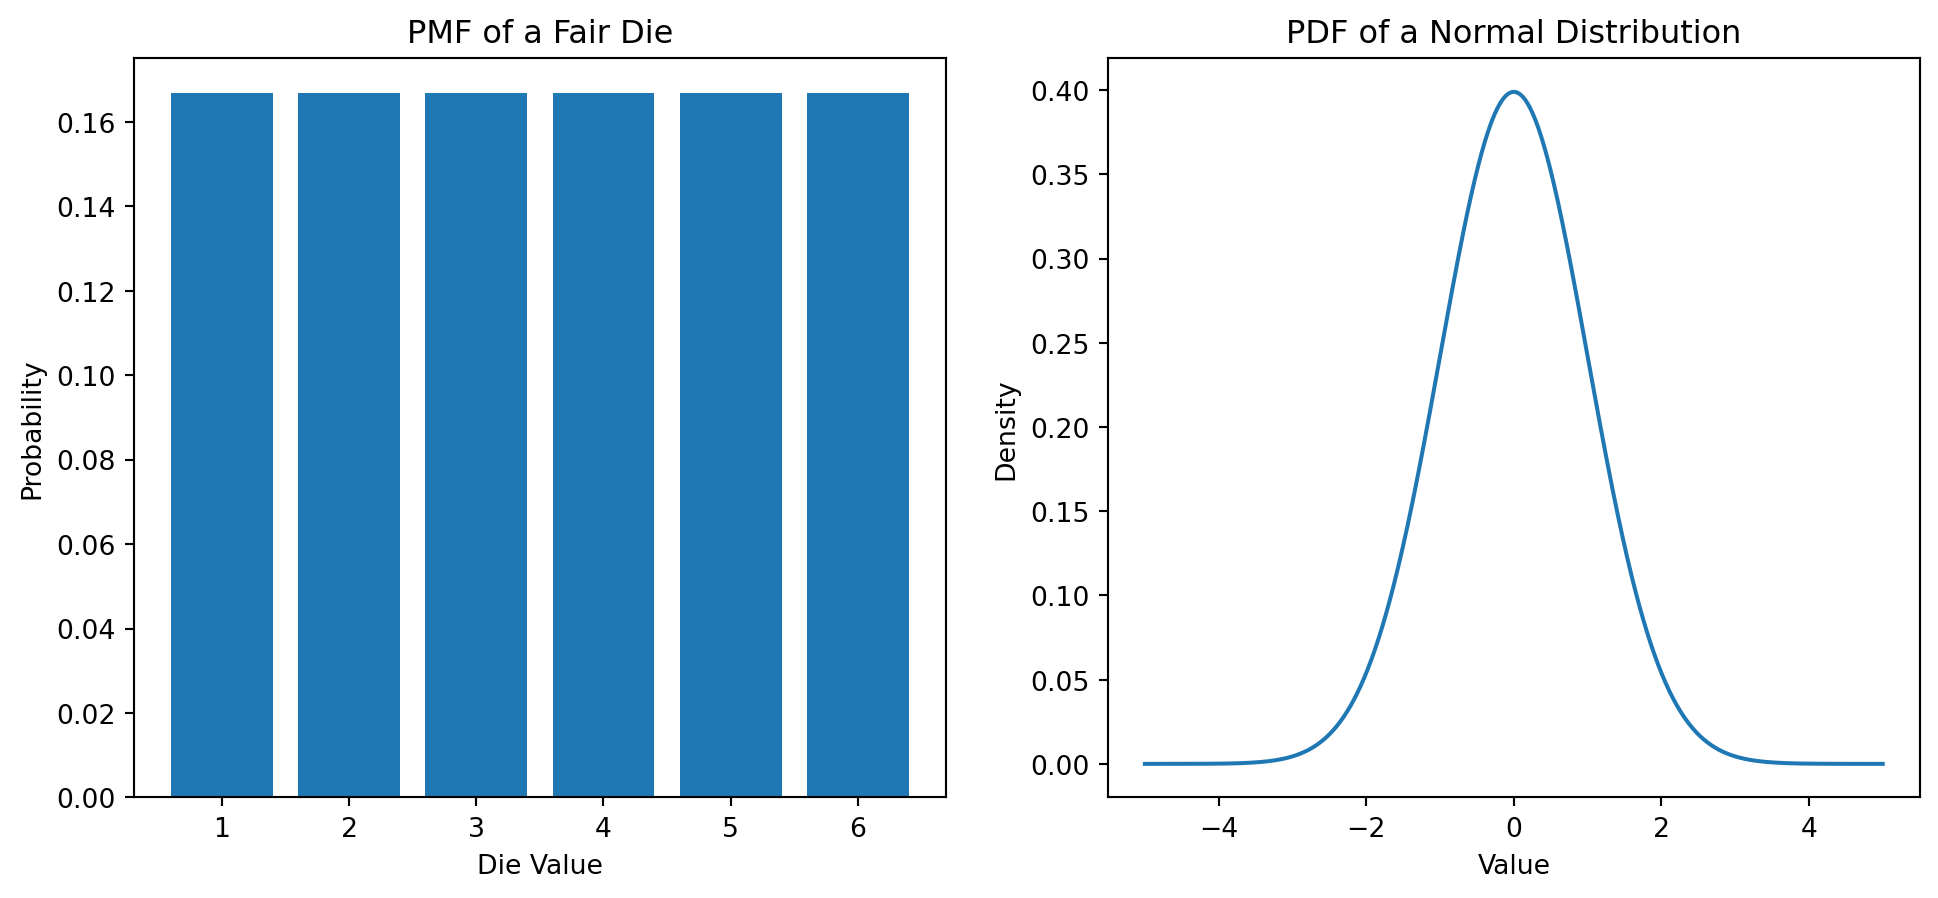 PMF of a Fair Die
0.16
0.14
0.12
0.10
0.08
0.06
0.04
0.02
0.00
Probability
1 2 3 4 5 6
Die Value
PDF of a Normal Distribution
0.40
0.35
0.30
0.25
0.20
0.15
0.10
0.05
0.00
Density
−4 −2 0 2 4
Value